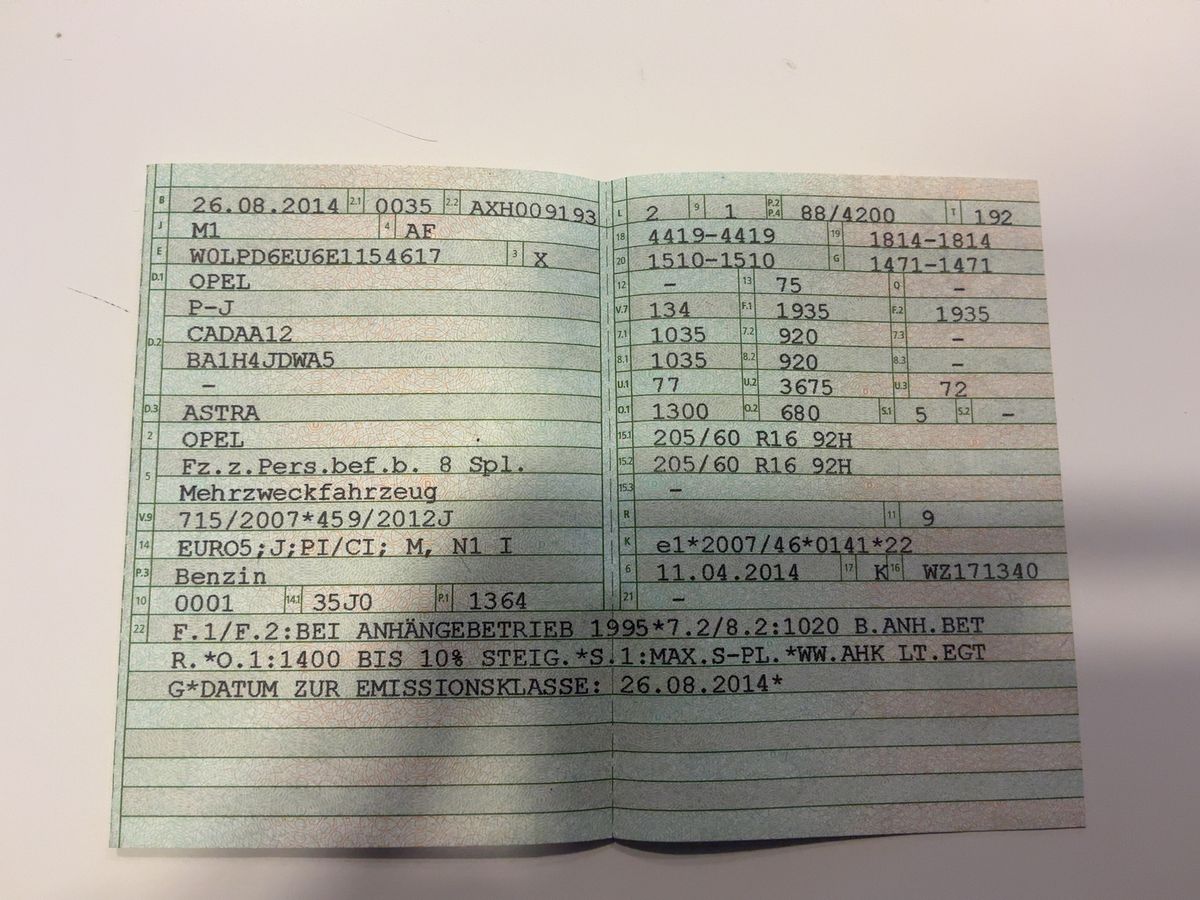 B 26.08.2014 2.1 0035 2.2 AXH009193
J M1 4 AF
E W0LPD6EU6E1154617 3 X
D.1 OPEL
D.2 P-J
CADAA12
BA1H4JDWA5
–
D.3 ASTRA
2 OPEL
5 Fz.z.Pers.bef.b. 8 Spl.
Mehrzweckfahrzeug
V.9 715/2007*459/2012J
14 EURO5;J;PI/CI; M, N1 I
P.3 Benzin
10 0001 14.1 35J0 P.1 1364
L 2 9 1 P.2 P.4 88/4200 T 192
18 4419-4419 19 1814-1814
20 1510-1510 G 1471-1471
12 – 13 75 Q –
V.7 134 F.1 1935 F.2 1935
7.1 1035 7.2 920 7.3 –
8.1 1035 8.2 920 8.3 –
U.1 77 U.2 3675 U.3 72
O.1 1300 O.2 680 S.1 5 S.2 –
15.1 205/60 R16 92H
15.2 205/60 R16 92H
15.3 –
R 11 9
K e1*2007/46*0141*22
6 11.04.2014 17 K 16 WZ171340
21 –
22 F.1/F.2:BEI ANHÄNGEBETRIEB 1995*7.2/8.2:1020 B.ANH.BET
R.*O.1:1400 BIS 10% STEIG.*S.1:MAX.S-PL.*WW.AHK LT.EGT
G*DATUM ZUR EMISSIONSKLASSE: 26.08.2014*